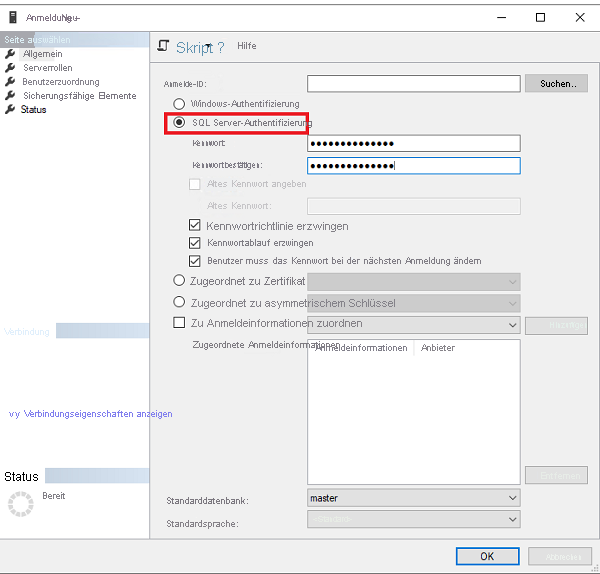 Anmeldung Neu-
Seite auswählen
Allgemein
Serverrollen
Benutzerzuordnung
Sicherungsfähige Elemente
Status
Skript ?
Hilfe
Anmelde-ID:
Suchen..
Windows-Authentifizierung
SQL Server-Authentifizierung
Kennwort:
Kennwort bestätigen:
Altes Kennwort angeben
Altes Kennwort:
Kennwortrichtlinie erzwingen
Kennwortablauf erzwingen
Benutzer muss das Kennwort bei der nächsten Anmeldung ändern
Zugeordnet zu Zertifikat
Zugeordnet zu asymmetrischem Schlüssel
Zu Anmeldeinformationen zuordnen
Zugeordnete Anmeldeinformationen
Anmeldeinformationen Anbieter
Verbindung
vy Verbindungseigenschaften anzeigen
Status
Bereit
Entfernen
Standarddatenbank:
master
Standardsprache:
OK
Abbrechen